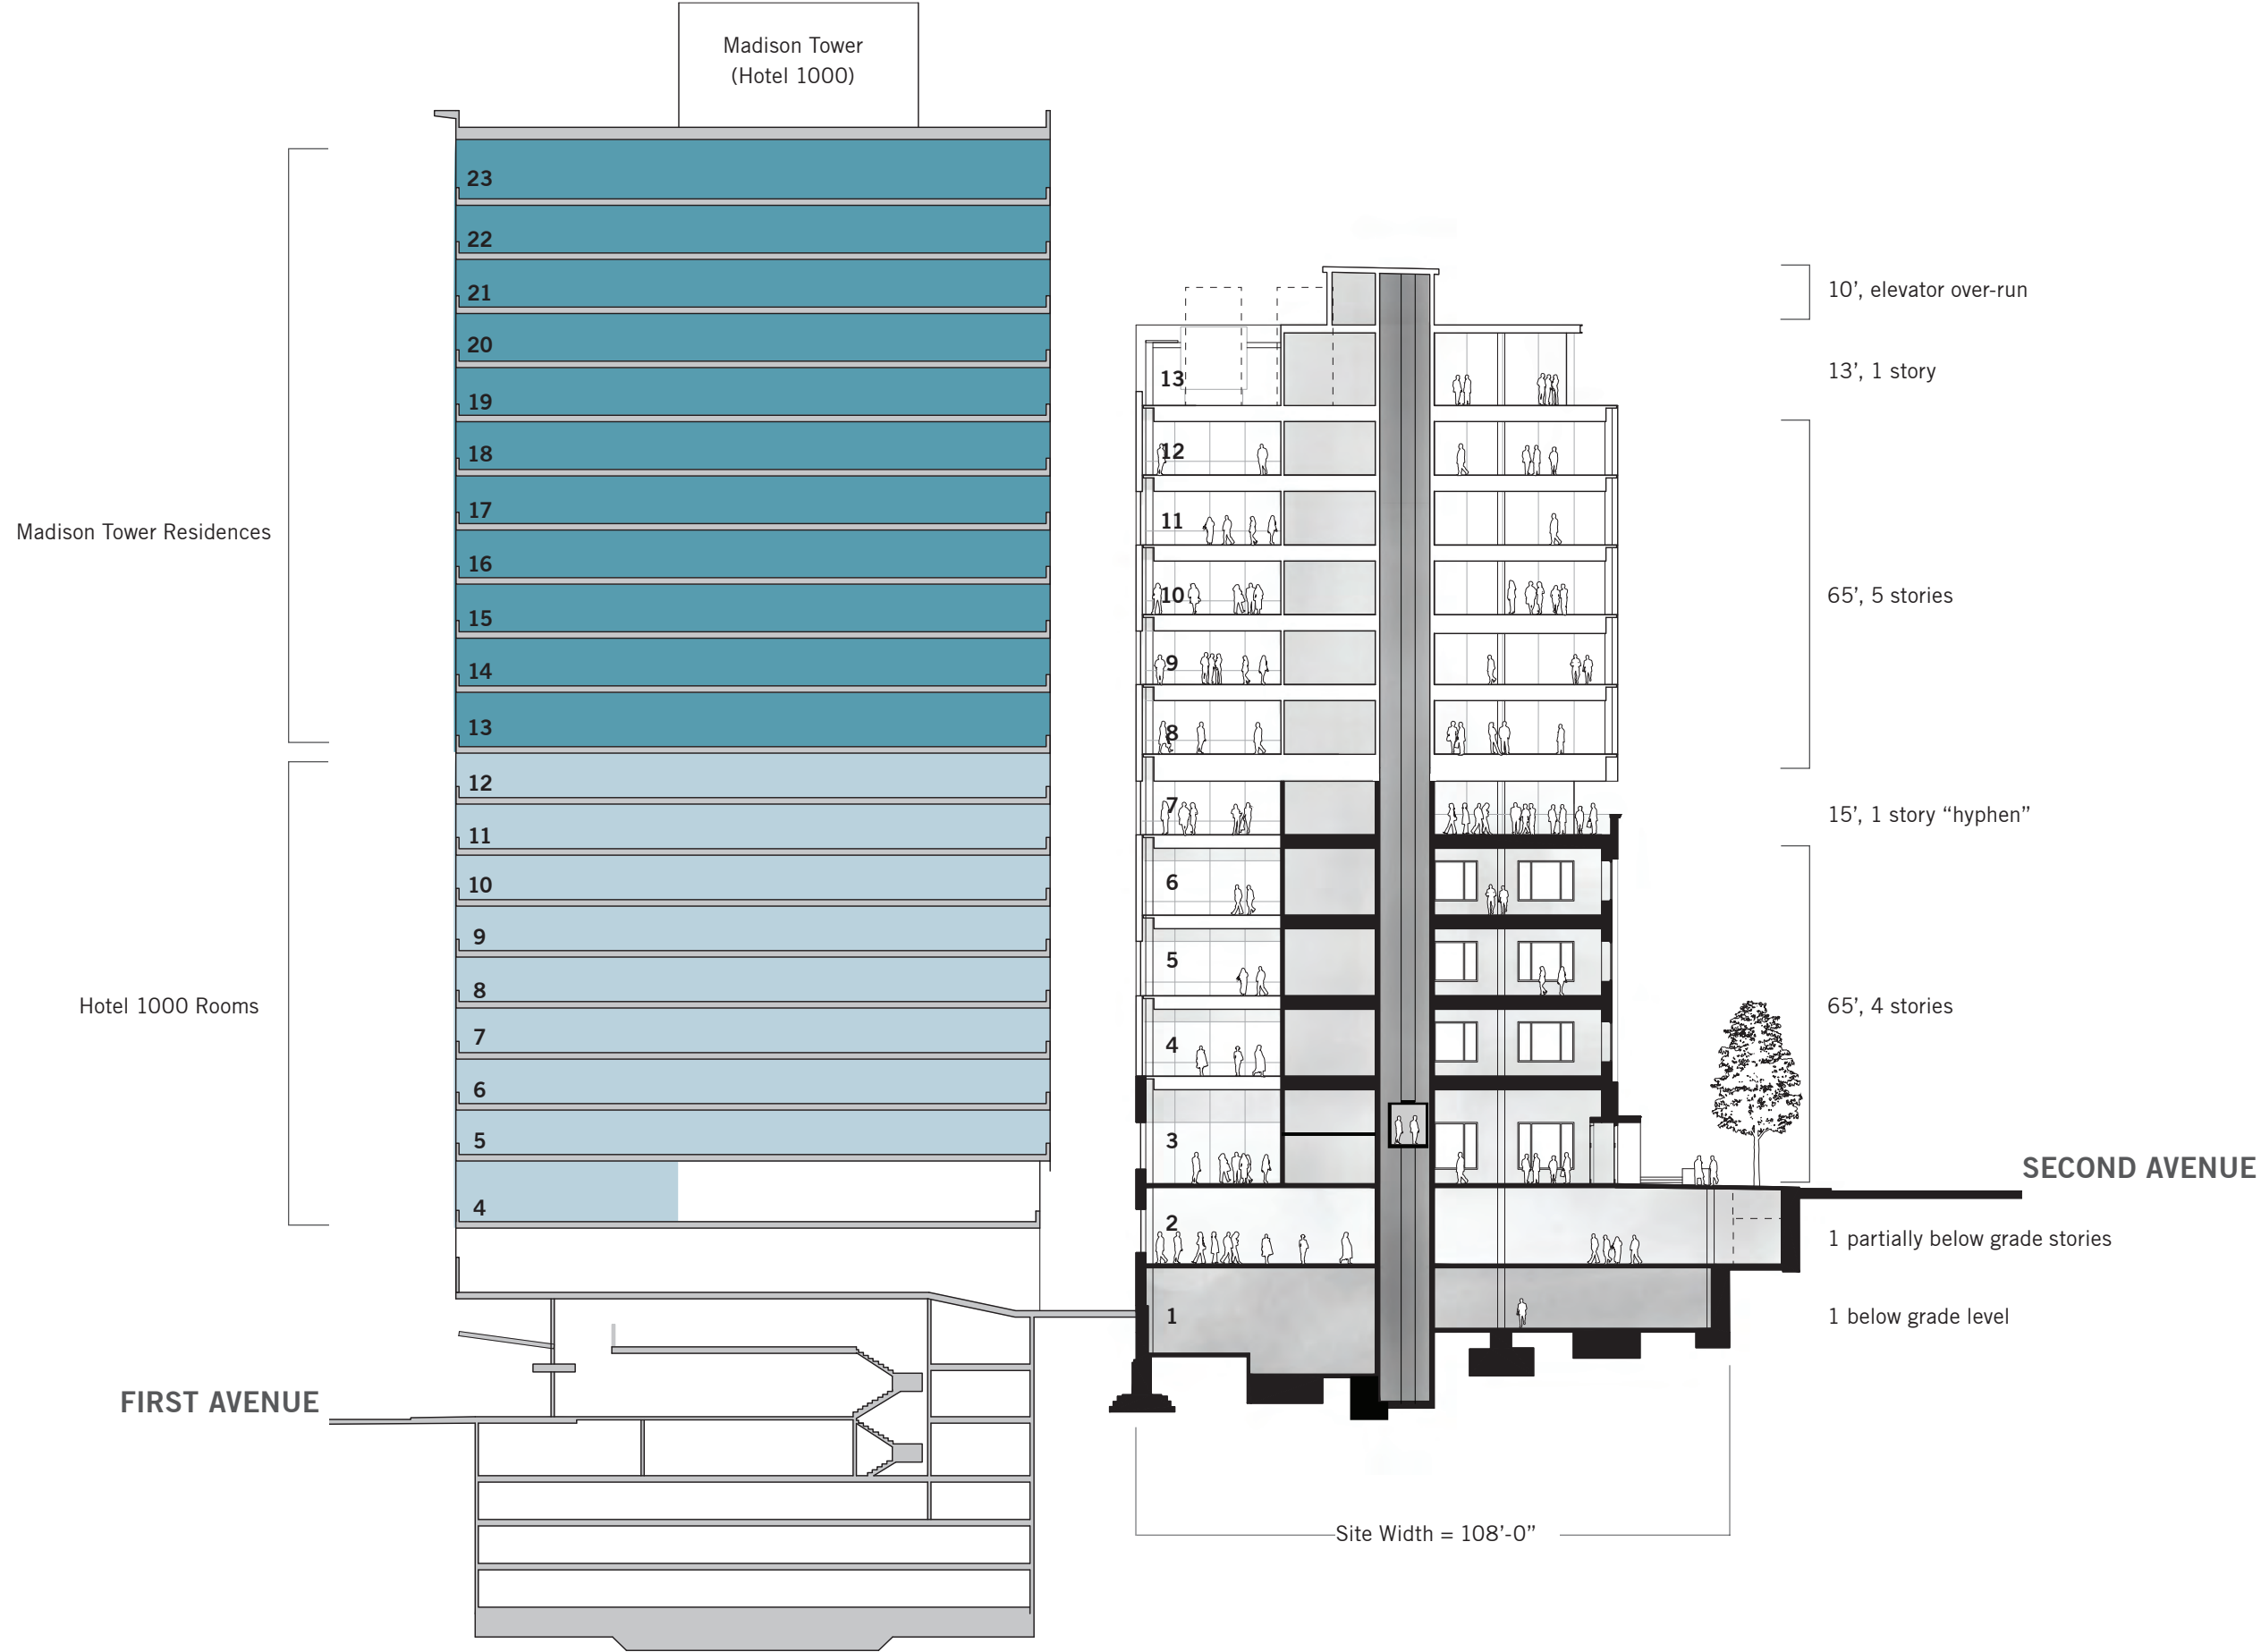 Madison Tower
(Hotel 1000)
23
22
21
20
19
18
17
16
15
14
13
12
11
10
9
8
7
6
5
4
Madison Tower Residences
Hotel 1000 Rooms
FIRST AVENUE
13
12
11
10
9
8
7
6
5
4
3
2
1
10’, elevator over-run
13’, 1 story
65’, 5 stories
15’, 1 story “hyphen”
65’, 4 stories
SECOND AVENUE
1 partially below grade stories
1 below grade level
Site Width = 108’-0”